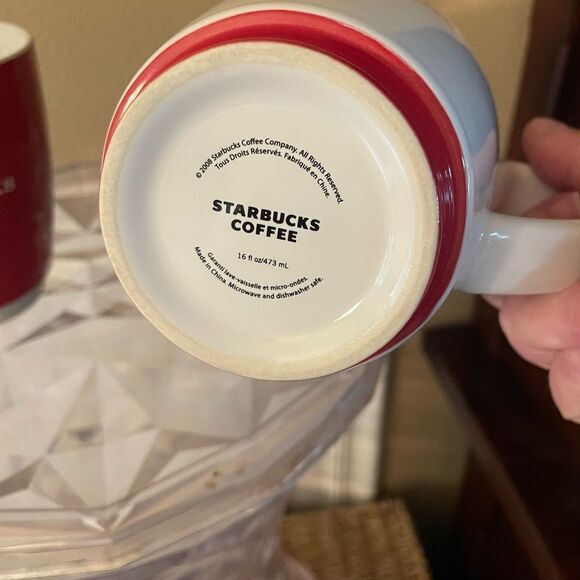 © 2008 Starbucks Coffee Company. All Rights Reserved.
Tous Droits Réservés. Fabriqué en Chine.
STARBUCKS
COFFEE
16 fl oz/473 mL
Garanti lave-vaisselle et micro-ondes.
Made in China. Microwave and dishwasher safe.